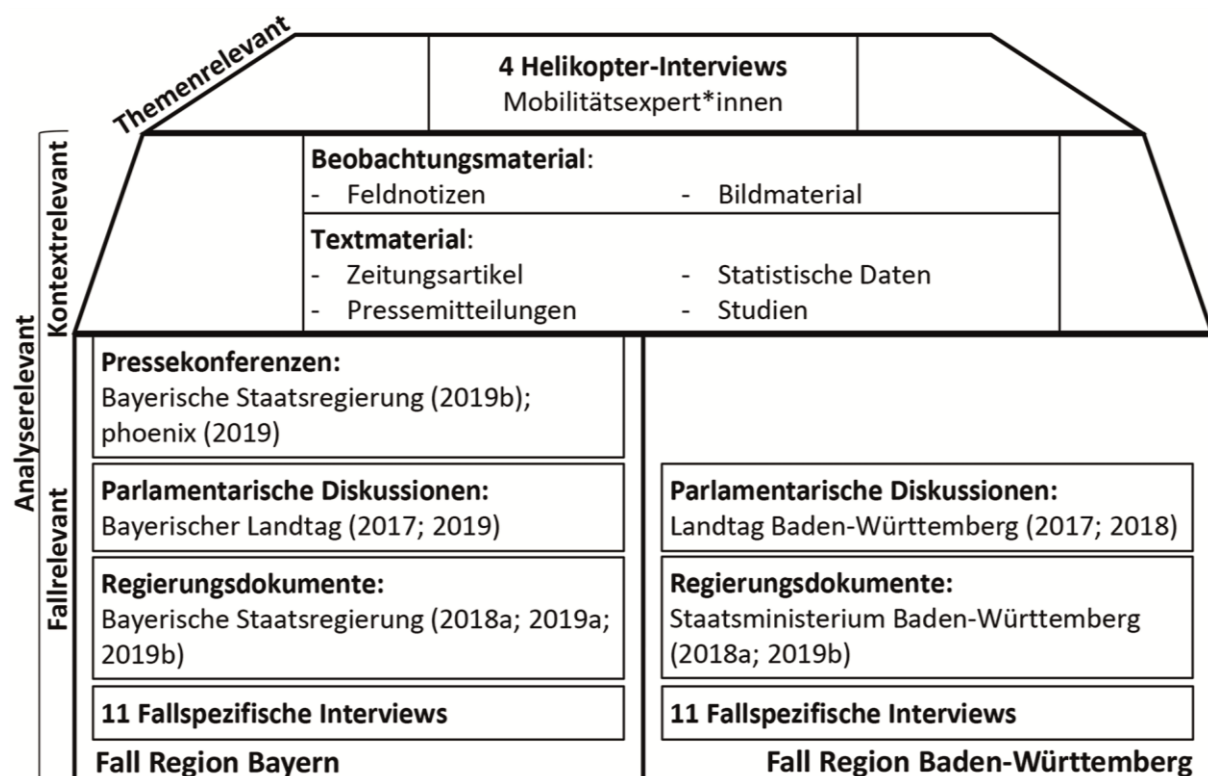 Themenrelevant
4 Helikopter-Interviews
Mobilitätsexpert*innen
Analyserelevant
Kontextrelevant
Beobachtungsmaterial:
- Feldnotizen - Bildmaterial
Textmaterial:
- Zeitungsartikel - Statistische Daten
- Pressemitteilungen - Studien
Fallrelevant
Pressekonferenzen:
Bayerische Staatsregierung (2019b);
phoenix (2019)
Parlamentarische Diskussionen:
Bayerischer Landtag (2017; 2019)
Regierungsdokumente:
Bayerische Staatsregierung (2018a; 2019a;
2019b)
11 Fallspezifische Interviews
Fall Region Bayern
Parlamentarische Diskussionen:
Landtag Baden-Württemberg (2017; 2018)
Regierungsdokumente:
Staatsministerium Baden-Württemberg
(2018a; 2019b)
11 Fallspezifische Interviews
Fall Region Baden-Württemberg